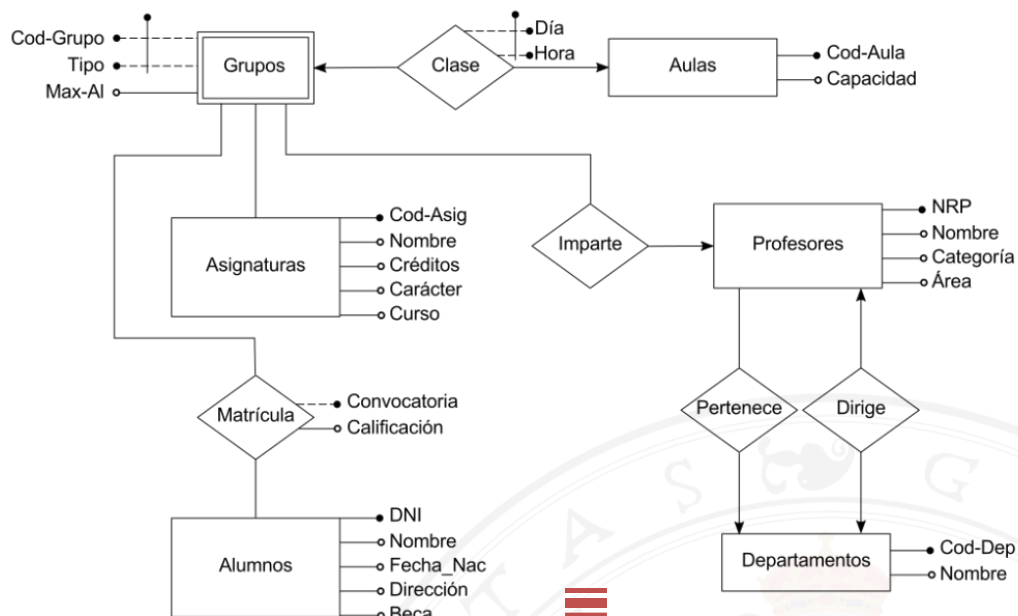 Cod-Grupo
Tipo
Max-Al
Grupos
Clase
Día
Hora
Aulas
Cod-Aula
Capacidad
Asignaturas
Cod-Asig
Nombre
Créditos
Carácter
Curso
Imparte
Profesores
NRP
Nombre
Categoría
Área
Matrícula
Convocatoria
Calificación
Pertenece
Dirige
Alumnos
DNI
Nombre
Fecha_Nac
Dirección
Beca
Departamentos
Cod-Dep
Nombre
T A S G